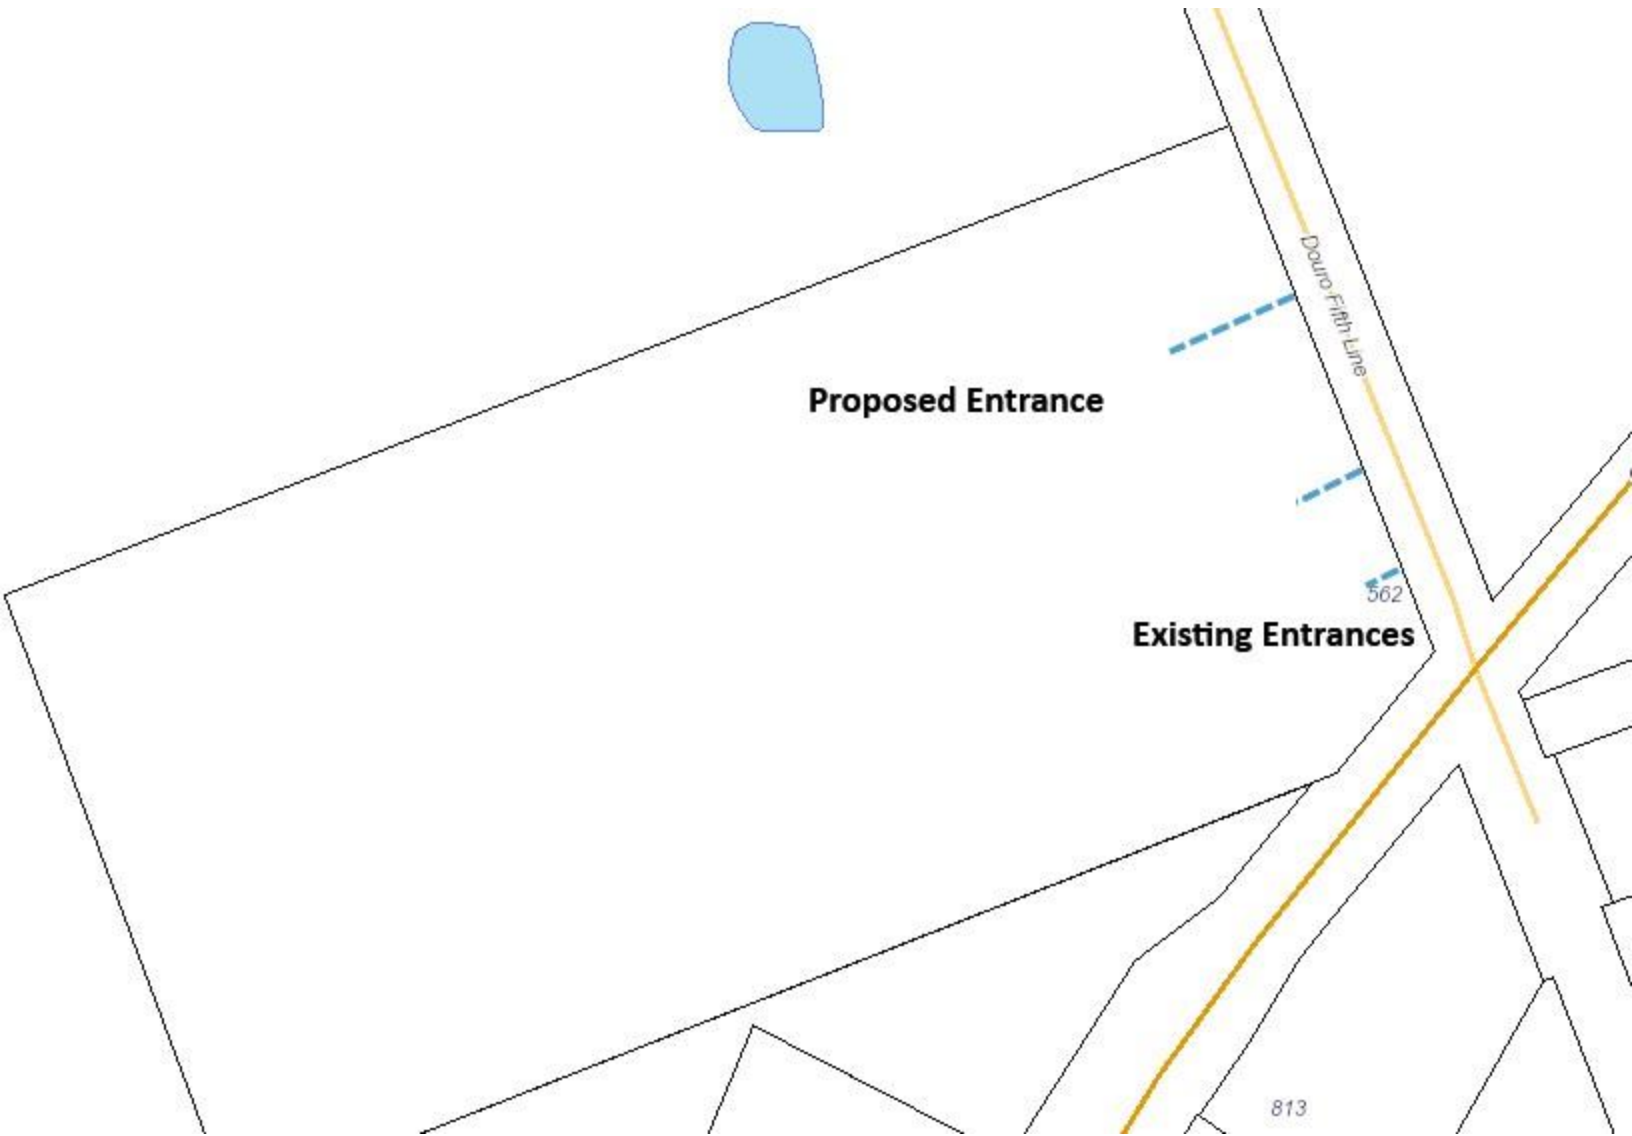 Douro Fifth Line
Proposed Entrance
562
Existing Entrances
813